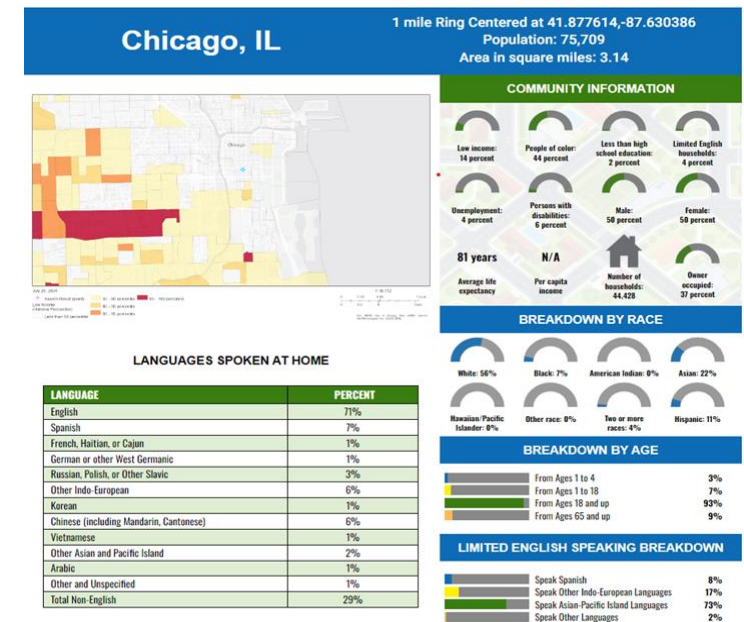 Chicago, IL
1 mile Ring Centered at 41.877614,-87.630386
Population: 75,709
Area in square miles: 3.14
Chicago
LANGUAGES SPOKEN AT HOME
LANGUAGE PERCENT
English 71%
Spanish 7%
French, Haitian, or Cajun 1%
German or other West Germanic 1%
Russian, Polish, or Other Slavic 3%
Other Indo-European 6%
Korean 1%
Chinese (including Mandarin, Cantonese) 6%
Vietnamese 1%
Other Asian and Pacific Island 2%
Arabic 1%
Other and Unspecified 1%
Total Non-English 29%
COMMUNITY INFORMATION
Low income:
14 percent
People of color:
44 percent
Less than high
school education:
2 percent
Limited English
households:
4 percent
Unemployment:
4 percent
Persons with
disabilities:
6 percent
Male:
50 percent
Female:
50 percent
81 years
Average life
expectancy
N/A
Per capita
income
Number of
households:
44,428
Owner
occupied:
37 percent
BREAKDOWN BY RACE
White: 56%
Black: 7%
American Indian: 0%
Asian: 22%
Hawaiian/Pacific
Islander: 0%
Other race: 0%
Two or more
races: 4%
Hispanic: 11%
BREAKDOWN BY AGE
From Ages 1 to 4 3%
From Ages 1 to 18 7%
From Ages 18 and up 93%
From Ages 65 and up 9%
LIMITED ENGLISH SPEAKING BREAKDOWN
Speak Spanish 8%
Speak Other Indo-European Languages 17%
Speak Asian-Pacific Island Languages 73%
Speak Other Languages 2%